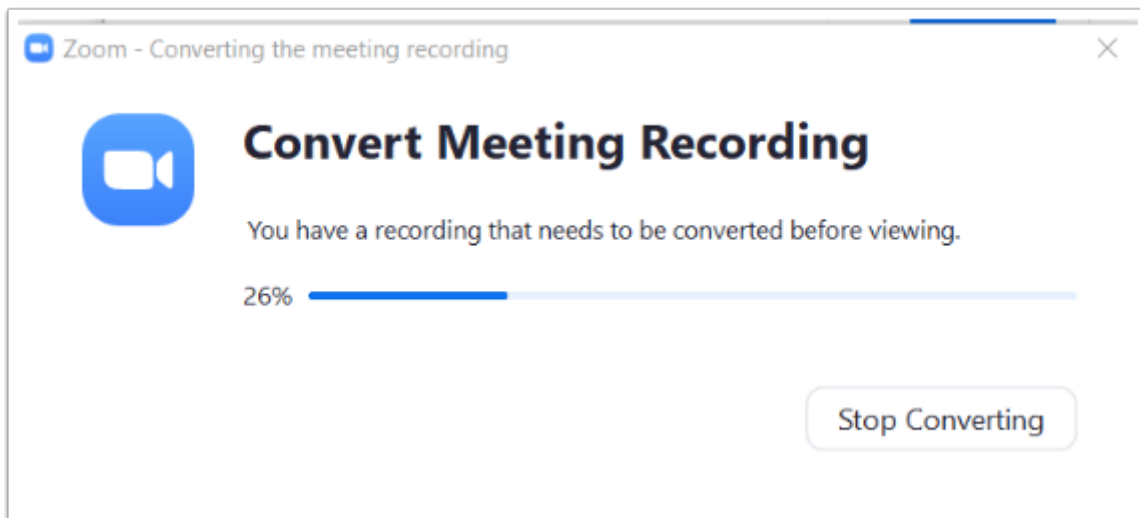 Zoom - Converting the meeting recording
Convert Meeting Recording
You have a recording that needs to be converted before viewing.
26%
Stop Converting